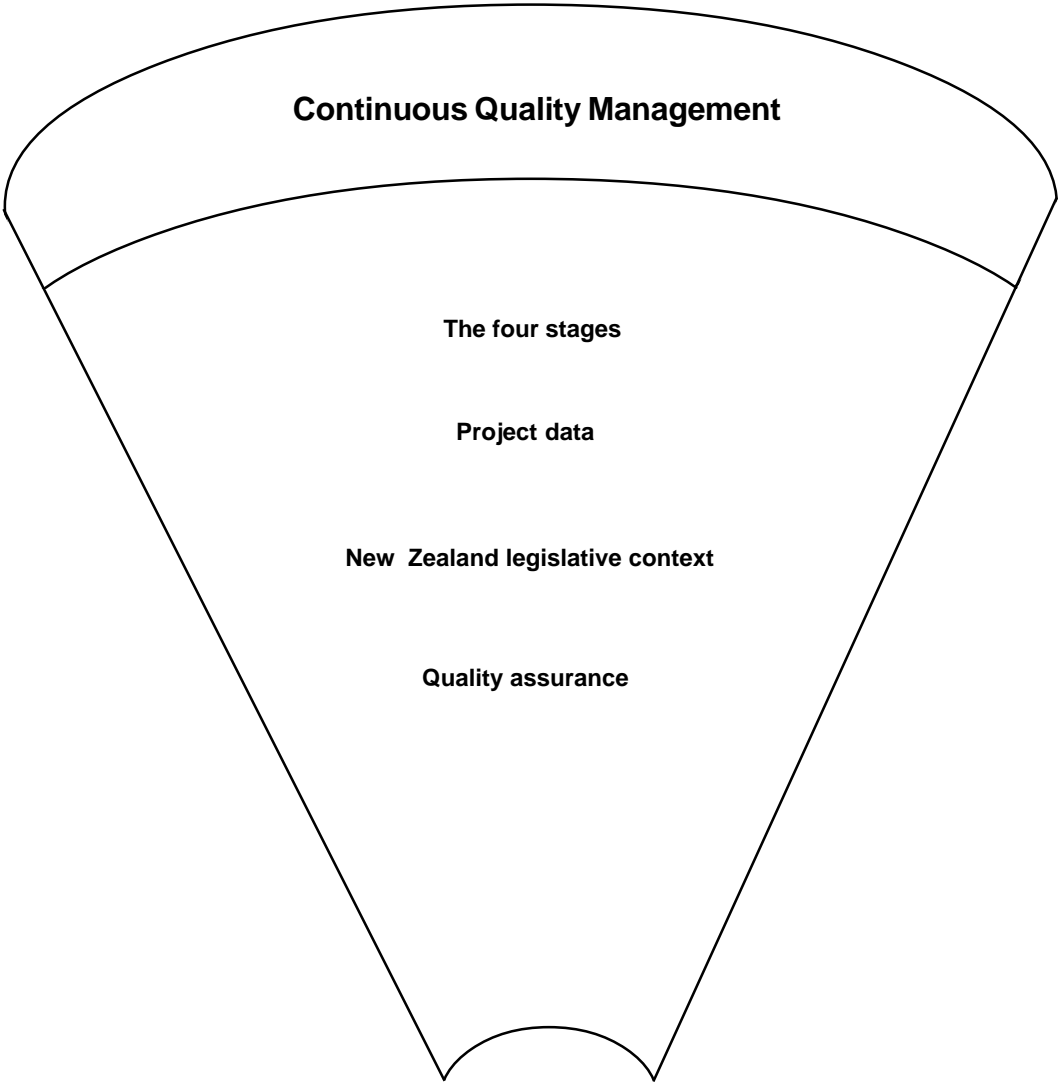 Continuous Quality Management
The four stages
Project data
New  Zealand legislative context
Quality assurance